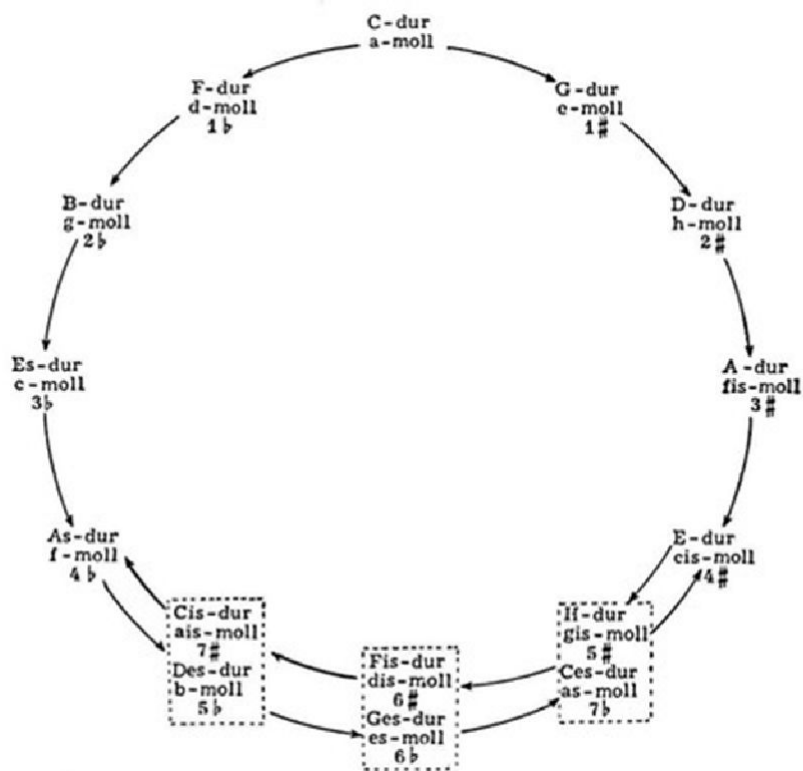 C-dur
a-moll
F-dur
d-moll
1♭
G-dur
e-moll
1#
B-dur
g-moll
2♭
D-dur
h-moll
2#
Es-dur
c-moll
3♭
A-dur
fis-moll
3#
As-dur
f-moll
4♭
E-dur
cis-moll
4#
Cis-dur
ais-moll
7#
Des-dur
b-moll
5♭
Fis-dur
dis-moll
6#
Ges-dur
es-moll
6♭
H-dur
gis-moll
5#
Ces-dur
as-moll
7♭